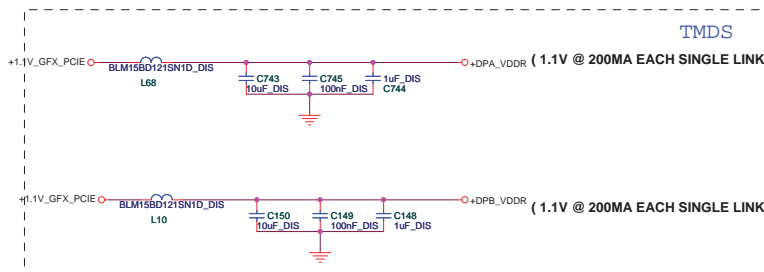 TMDS
+1.1V_GFX_PCIE
BLM15BD121SN1D_DIS
L68
C743
10uF_DIS
C745
100nF_DIS
1uF_DIS
C744
+DPA_VDDR
( 1.1V @ 200MA EACH SINGLE LINK
+1.1V_GFX_PCIE
BLM15BD121SN1D_DIS
L10
C150
10uF_DIS
C149
100nF_DIS
C148
1uF_DIS
+DPB_VDDR
( 1.1V @ 200MA EACH SINGLE LINK